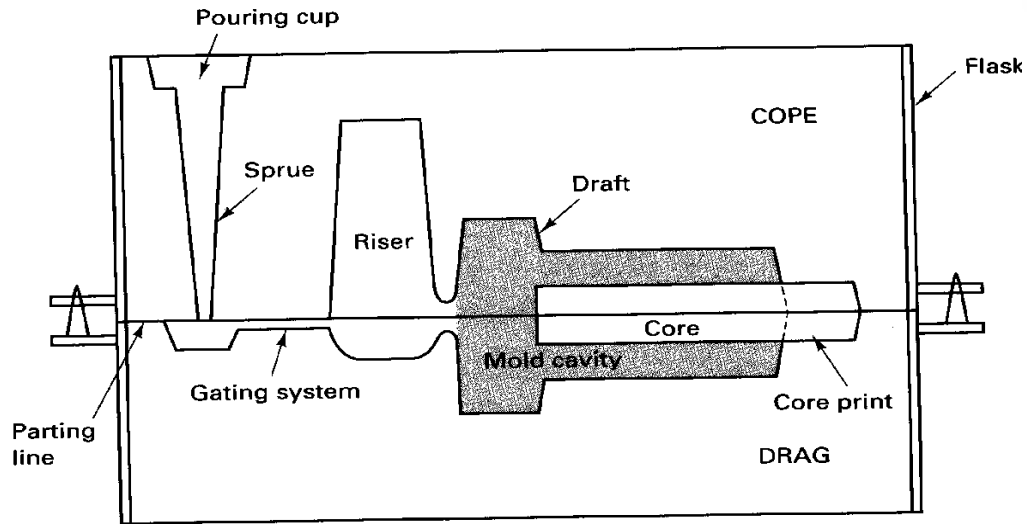 Pouring cup
Flask
COPE
Sprue
Draft
Riser
Core
Mold cavity
Gating system
Core print
Parting
line
DRAG